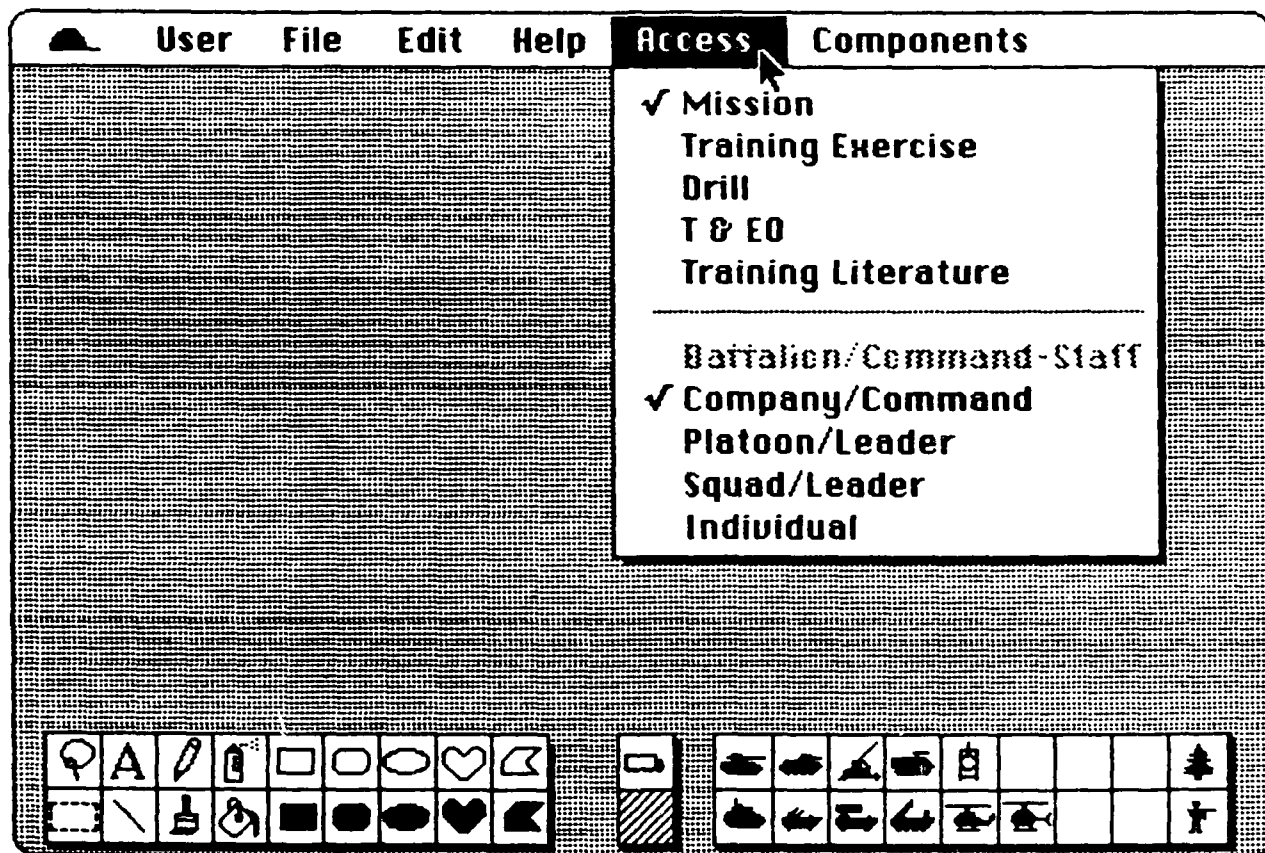 User File Edit Help Access Components
✓ Mission
Training Exercise
Drill
T & EO
Training Literature
Battalion/Command-Staff
✓ Company/Command
Platoon/Leader
Squad/Leader
Individual
A